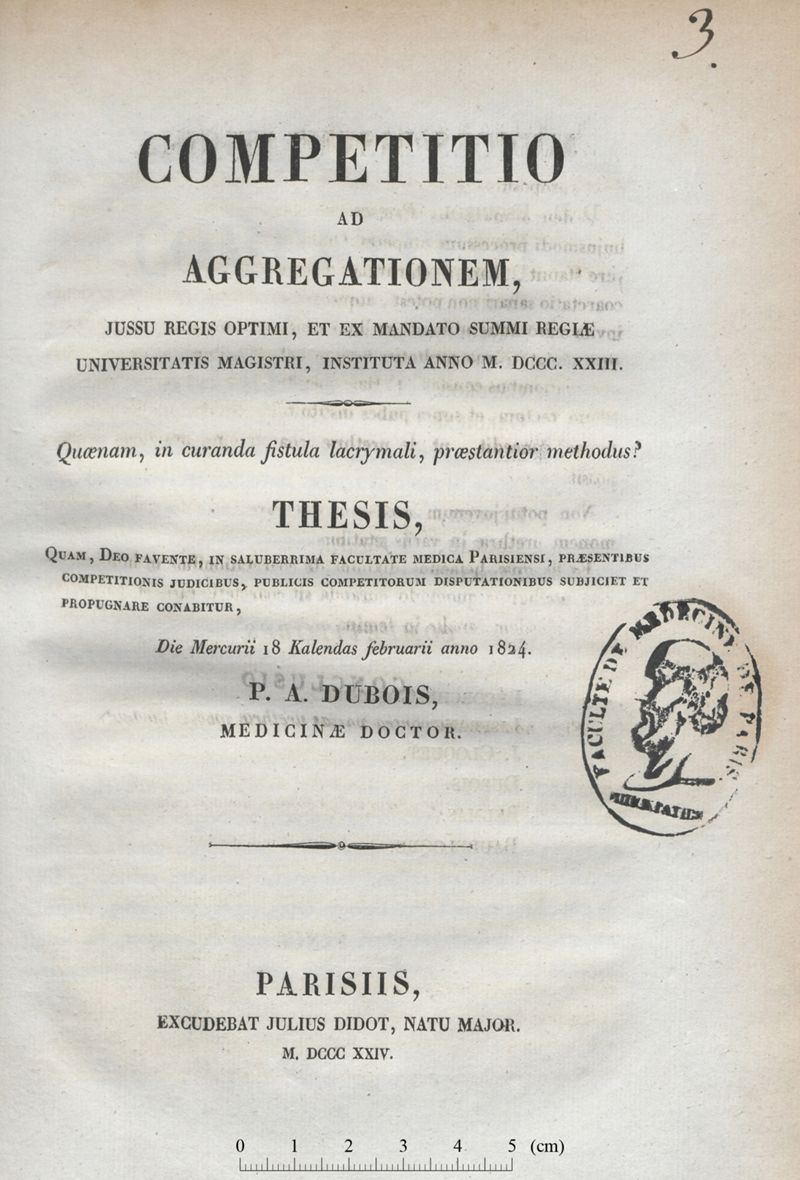 3.
COMPETITIO
AD
AGGREGATIONEM,
JUSSU REGIS OPTIMI, ET EX MANDATO SUMMI REGIÆ
UNIVERSITATIS MAGISTRI, INSTITUTA ANNO M. DCCC. XXIII.
Quænam, in curanda fistula lacrymali, præstantior methodus?
THESIS,
QUAM, DEO FAVENTE, IN SALUBERRIMA FACULTATE MEDICA PARISIENSI, PRÆSENTIBUS
COMPETITIONIS JUDICIBUS, PUBLICIS COMPETITORUM DISPUTATIONIBUS SUBJICIET ET
PROPUGNARE CONABITUR,
Die Mercurii 18 Kalendas februarii anno 1824.
P. A. DUBOIS,
MEDICINÆ DOCTOR.
FACULTE DE MEDECINE DE PARIS
PARISIIS,
EXCUDEBAT JULIUS DIDOT, NATU MAJOR.
M. DCCC XXIV.
0 1 2 3 4 5 (cm)